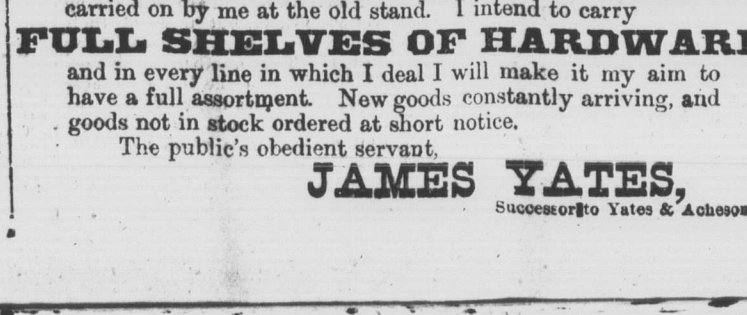 carried on by me at the old stand. I intend to carry
FULL SHELVES OF HARDWAR
and in every line in which I deal I will make it my aim to
have a full assortment. New goods constantly arriving, and
goods not in stock ordered at short notice.
The public's obedient servant,
JAMES YATES,
Successor to Yates & Acheson